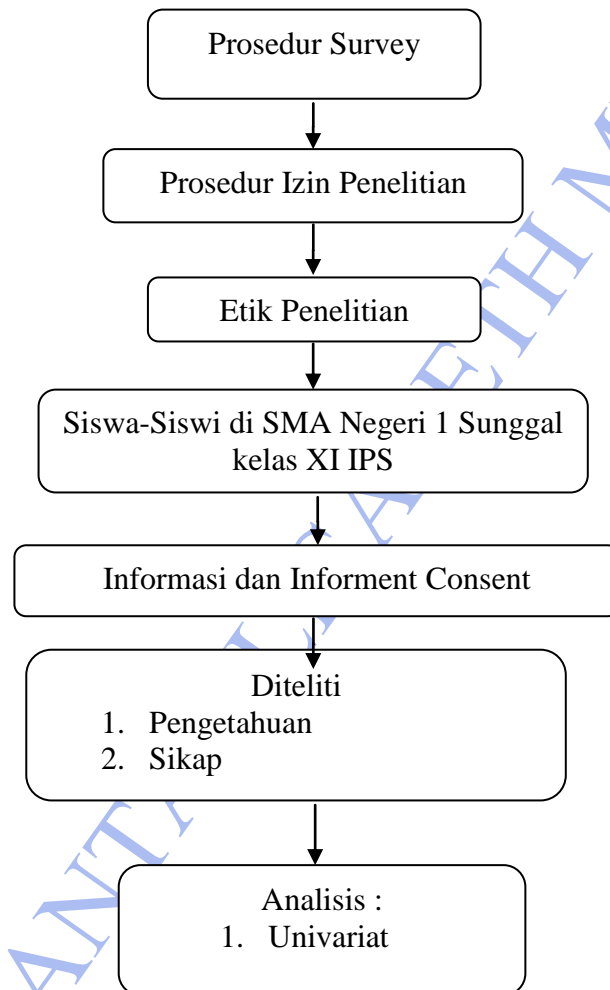 Prosedur Survey
Prosedur Izin Penelitian
Etik Penelitian
Siswa-Siswi di SMA Negeri 1 Sunggal
kelas XI IPS
Informasi dan Informent Consent
Diteliti
1. Pengetahuan
2. Sikap
Analisis :
1. Univariat